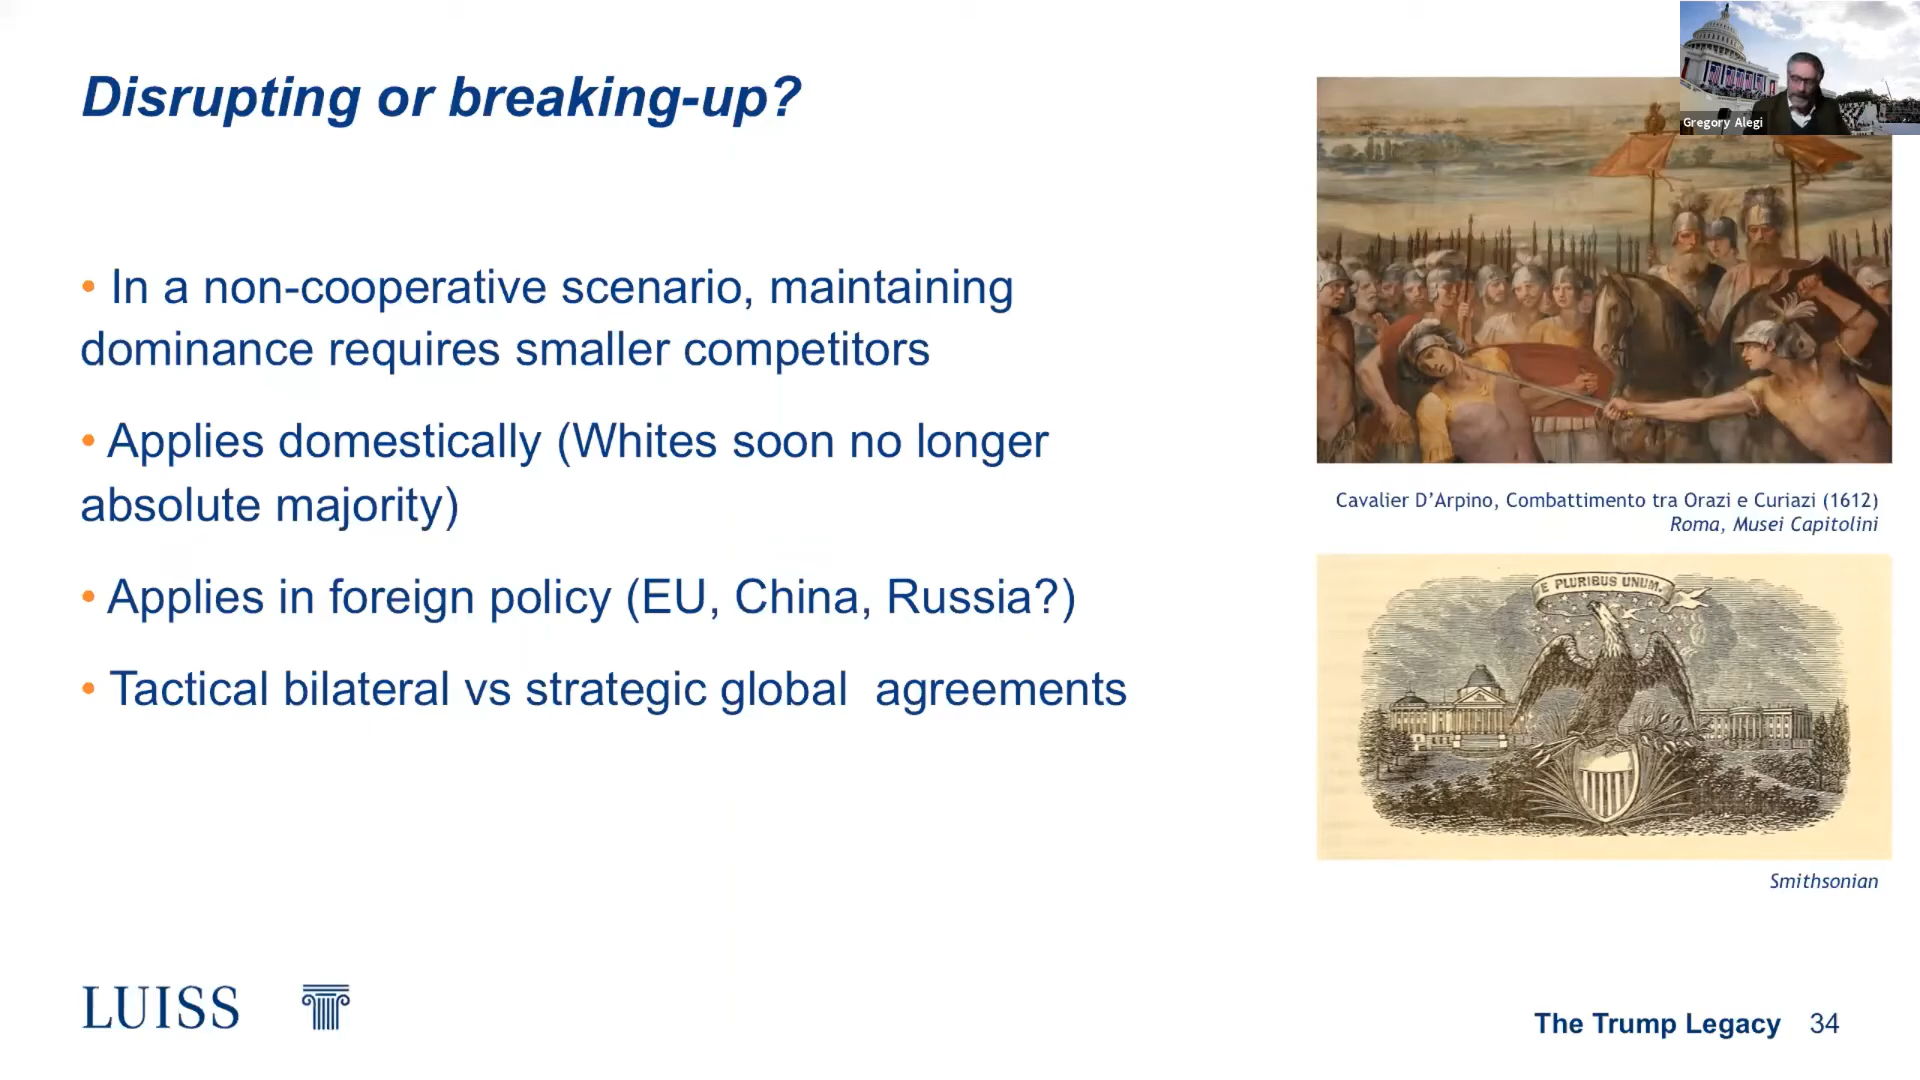 Disrupting or breaking-up?
• In a non-cooperative scenario, maintaining
dominance requires smaller competitors
• Applies domestically (Whites soon no longer
absolute majority)
• Applies in foreign policy (EU, China, Russia?)
• Tactical bilateral vs strategic global  agreements
Gregory Alegi
Cavalier D’Arpino, Combattimento tra Orazi e Curiazi (1612)
Roma, Musei Capitolini
E PLURIBUS UNUM.
Smithsonian
LUISS
The Trump Legacy 34